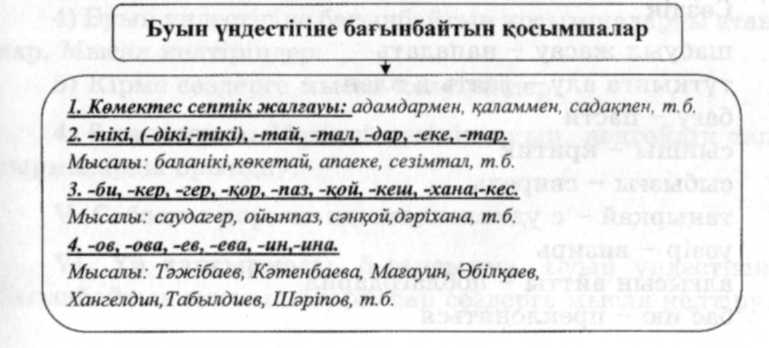 Буын үндестігіне бағынбайтын қосымшалар
1. Көмектес септік жалғауы: адамдармен, қаламмен, садақпен, т.б.
2. -нікі, (-дікі,-тікі), -тай, -тал, -дар, -еке, -тар.
Мысалы: баланікі,көкетай, апаеке, сезімтал, т.б.
3. -би, -кер, -гер, -қор, -паз, -қой, -кеш, -хана,-кес.
Мысалы: саудагер, ойынпаз, сәнқой,дәріхана, т.б.
4. -ов, -ова, -ев, -ева, -ин,-ина.
Мысалы: Тәжібаев, Кәтенбаева, Мағауин, Әбілқаев,
Хангелдин,Табылдиев, Шәріпов, т.б.